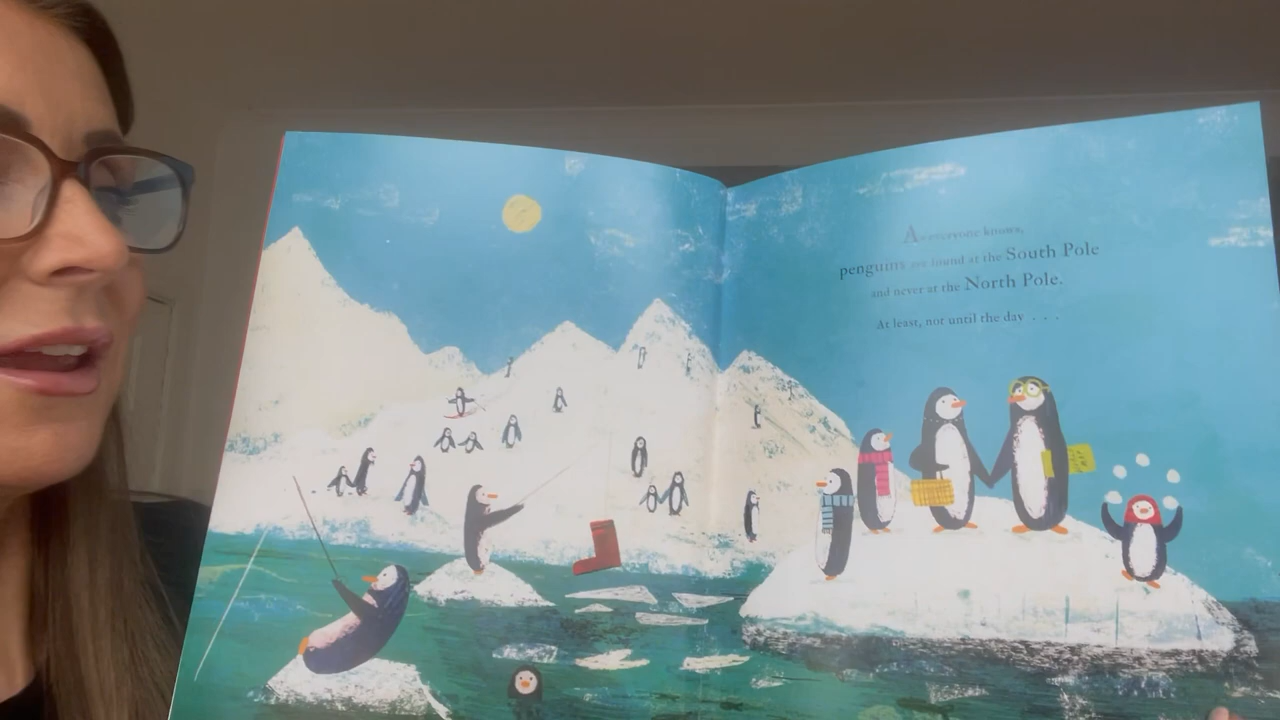 As everyone knows,
penguins are found at the South Pole
and never at the North Pole.
At least, not until the day . . .